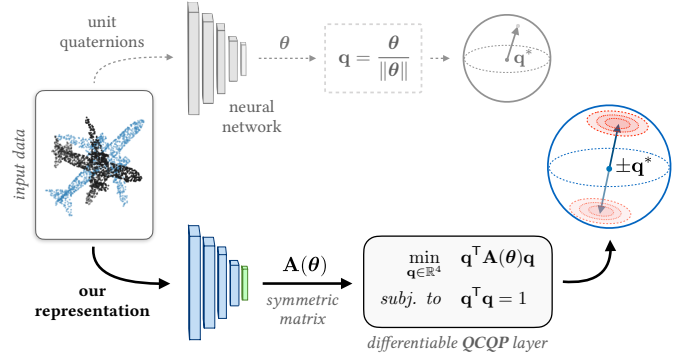 unit
quaternions
θ
q = θ / ‖θ‖
q*
neural
network
input data
±q*
our
representation
A(θ)
symmetric
matrix
min q∈ℝ⁴ qᵀA(θ)q
subj. to qᵀq = 1
differentiable QCQP layer